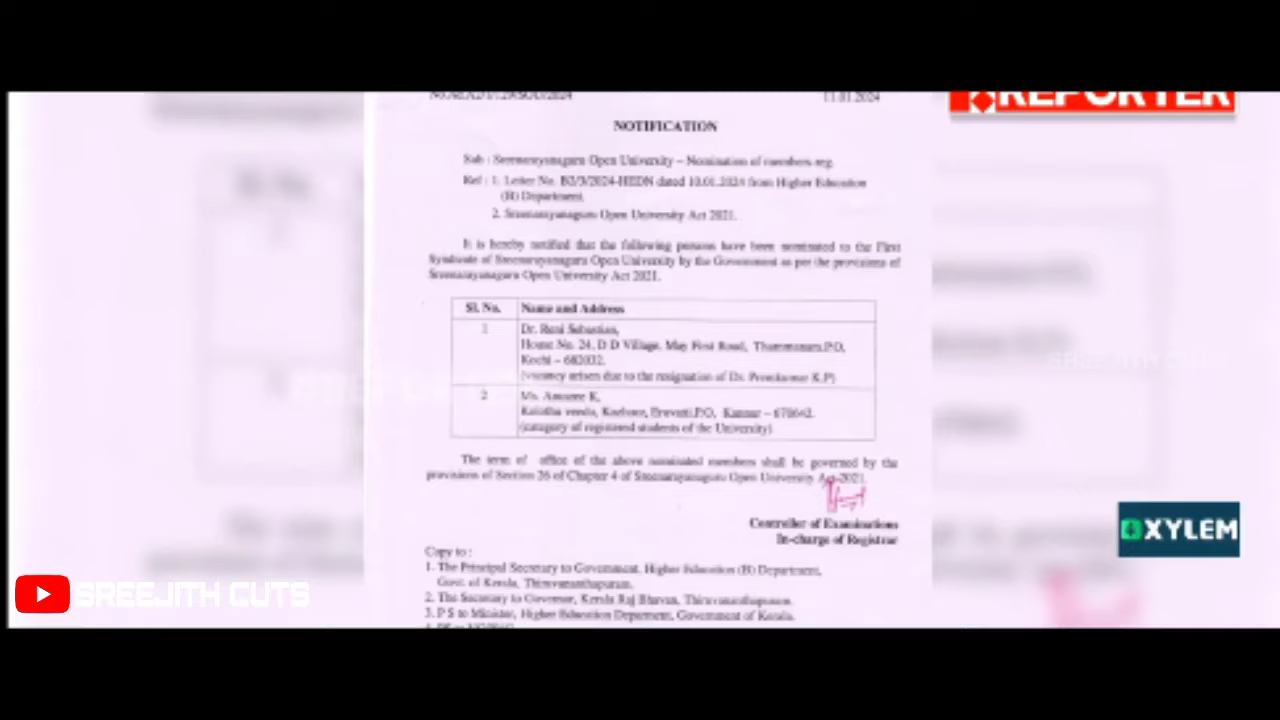 11.01.2024
REPORTER
NOTIFICATION
Sub : Sreenarayanaguru Open University – Nomination of members-reg.
Ref : 1. Letter No. B2/3/2024-HEDN dated 10.01.2024 from Higher Education
(B) Department.
2. Sreenarayanaguru Open University Act 2021.
It is hereby notified that the following persons have been nominated to the First
Syndicate of Sreenarayanaguru Open University by the Government as per the provisions of
Sreenarayanaguru Open University Act 2021.
Sl. No. Name and Address
1 Dr. Reni Sebastian,
House No. 24, D D Village, May First Road, Thammanam.P.O,
Kochi – 682032.
(vacancy arisen due to the resignation of Dr. Premkumar K.P)
2 Ms. K,
veedu, P.O, Kannur – 670642.
(category of registered students of the University)
The term of office of the above nominated members shall be governed by the
provisions of Section 26 of Chapter 4 of Sreenarayanaguru Open University Act-2021.
Controller of Examinations
In-charge of Registrar
Copy to :
1. The Principal Secretary to Government, Higher Education (B) Department,
Govt. of Kerala, Thiruvananthapuram.
2. The Secretary to Governor, Kerala Raj Bhavan, Thiruvananthapuram.
3. P S to Minister, Higher Education Department, Government of Kerala.
XYLEM
SREEJITH CUTS
SREEJITH CUTS